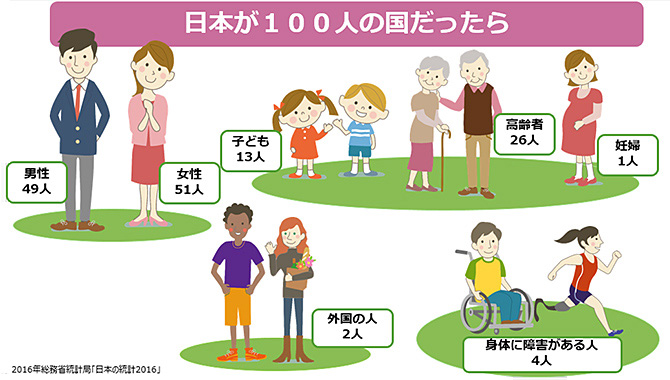 日本が１００人の国だったら
男性
49人
女性
51人
子ども
13人
高齢者
26人
妊婦
1人
外国の人
2人
身体に障害がある人
4人
2016年総務省統計局「日本の統計2016」